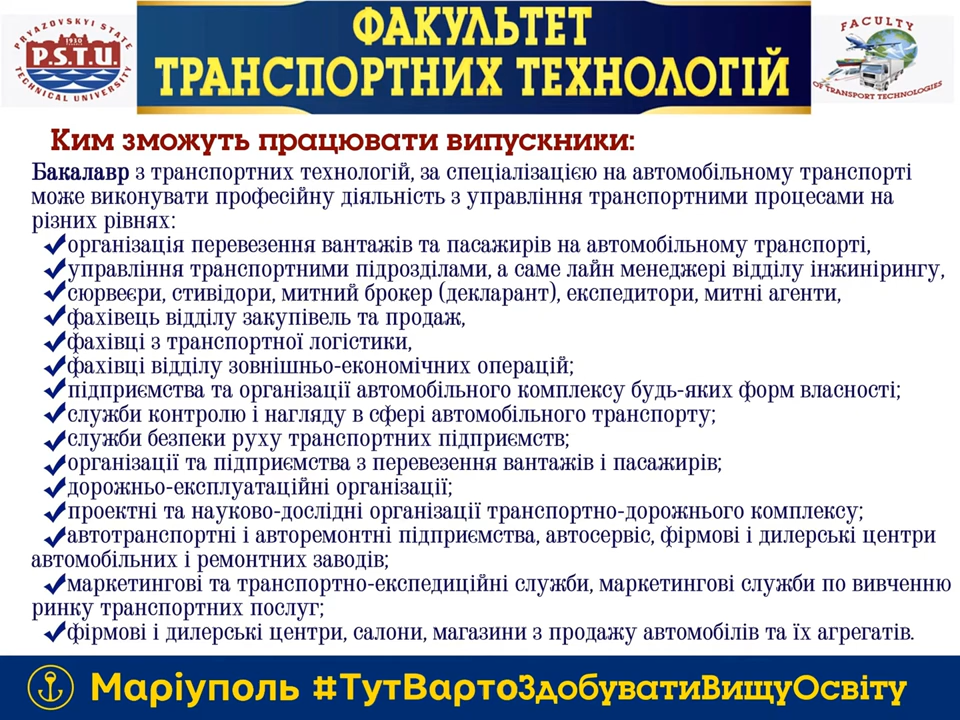 PRYAZOVSKYI STATE
1930
P.S.T.U.
TECHNICAL UNIVERSITY
ФАКУЛЬТЕТ
ТРАНСПОРТНИХ ТЕХНОЛОГІЙ
FACULTY
OF TRANSPORT TECHNOLOGIES
Ким зможуть працювати випускники:
Бакалавр з транспортних технологій, за спеціалізацією на автомобільному транспорті
може виконувати професійну діяльність з управління транспортними процесами на
різних рівнях:
✔організація перевезення вантажів та пасажирів на автомобільному транспорті,
✔управління транспортними підрозділами, а саме лайн менеджері відділу інжинірингу,
✔сюрвеєри, стивідори, митний брокер (декларант), експедитори, митні агенти,
✔фахівець відділу закупівель та продаж,
✔фахівці з транспортної логістики,
✔фахівці відділу зовнішньо-економічних операцій;
✔підприємства та організації автомобільного комплексу будь-яких форм власності;
✔служби контролю і нагляду в сфері автомобільного транспорту;
✔служби безпеки руху транспортних підприємств;
✔організації та підприємства з перевезення вантажів і пасажирів;
✔дорожньо-експлуатаційні організації;
✔проектні та науково-дослідні організації транспортно-дорожнього комплексу;
✔автотранспортні і авторемонтні підприємства, автосервіс, фірмові і дилерські центри
автомобільних і ремонтних заводів;
✔маркетингові та транспортно-експедиційні служби, маркетингові служби по вивченню
ринку транспортних послуг;
✔фірмові і дилерські центри, салони, магазини з продажу автомобілів та їх агрегатів.
Маріуполь #ТутВартоЗдобуватиВищуОсвіту